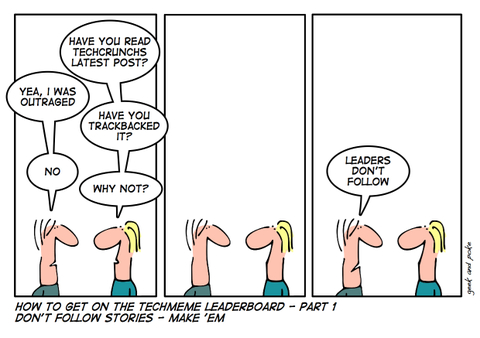 HAVE YOU READ
TECHCRUNCHS
LATEST POST?
YEA, I WAS
OUTRAGED
HAVE YOU
TRACKBACKED
IT?
NO
WHY NOT?
LEADERS
DON'T
FOLLOW
geek and poke
HOW TO GET ON THE TECHMEME LEADERBOARD - PART 1
DON'T FOLLOW STORIES - MAKE 'EM